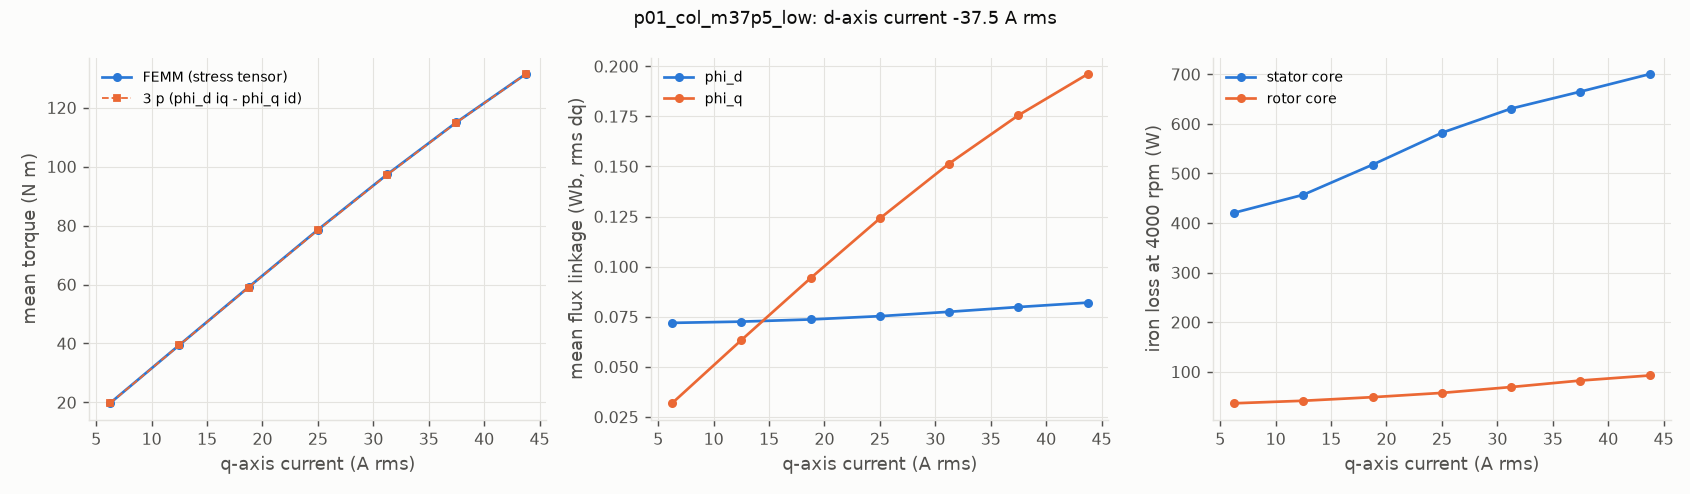 p01_col_m37p5_low: d-axis current -37.5 A rms
FEMM (stress tensor)
3 p (phi_d iq - phi_q id)
mean torque (N m)
120
100
80
60
40
20
5 10 15 20 25 30 35 40 45
q-axis current (A rms)
phi_d
phi_q
mean flux linkage (Wb, rms dq)
0.200
0.175
0.150
0.125
0.100
0.075
0.050
0.025
5 10 15 20 25 30 35 40 45
q-axis current (A rms)
stator core
rotor core
iron loss at 4000 rpm (W)
700
600
500
400
300
200
100
5 10 15 20 25 30 35 40 45
q-axis current (A rms)